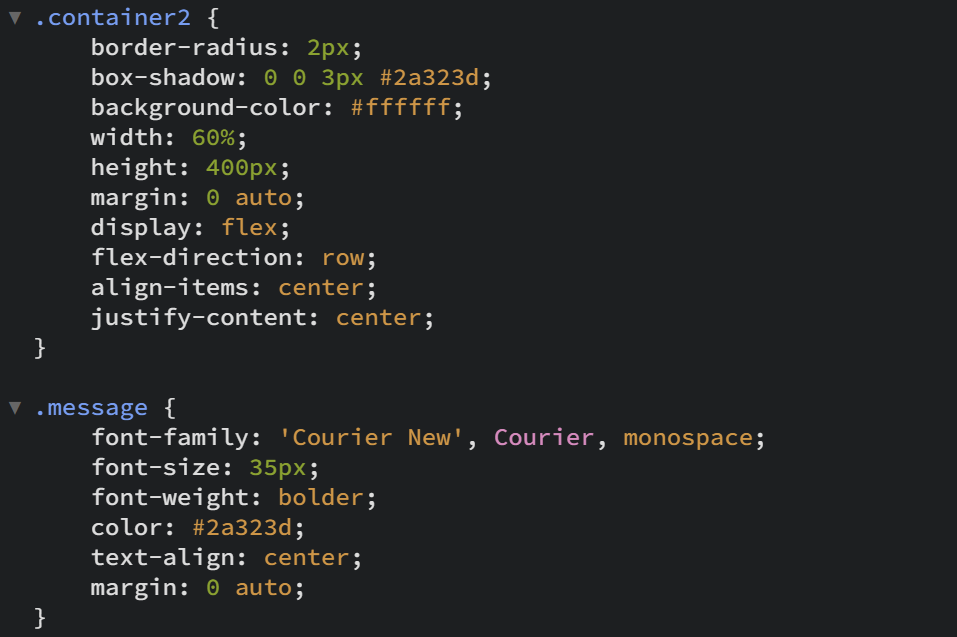 .container2 {
    border-radius: 2px;
    box-shadow: 0 0 3px #2a323d;
    background-color: #ffffff;
    width: 60%;
    height: 400px;
    margin: 0 auto;
    display: flex;
    flex-direction: row;
    align-items: center;
    justify-content: center;
}

.message {
    font-family: 'Courier New', Courier, monospace;
    font-size: 35px;
    font-weight: bolder;
    color: #2a323d;
    text-align: center;
    margin: 0 auto;
}